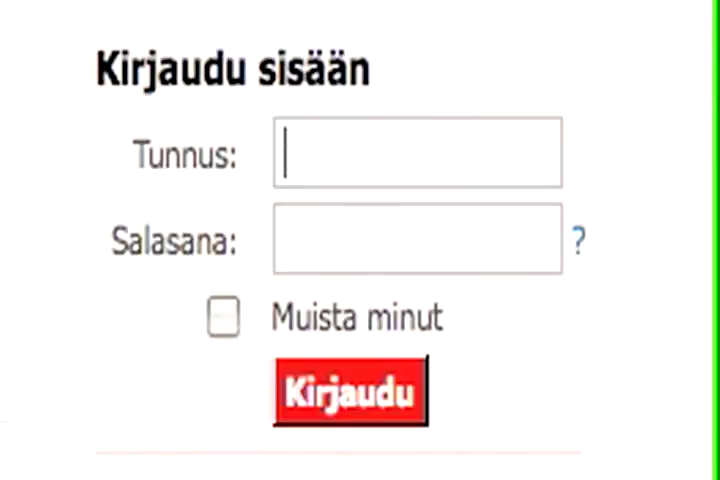 Kirjaudu sisään
Tunnus:
Salasana: ?
Muista minut
Kirjaudu